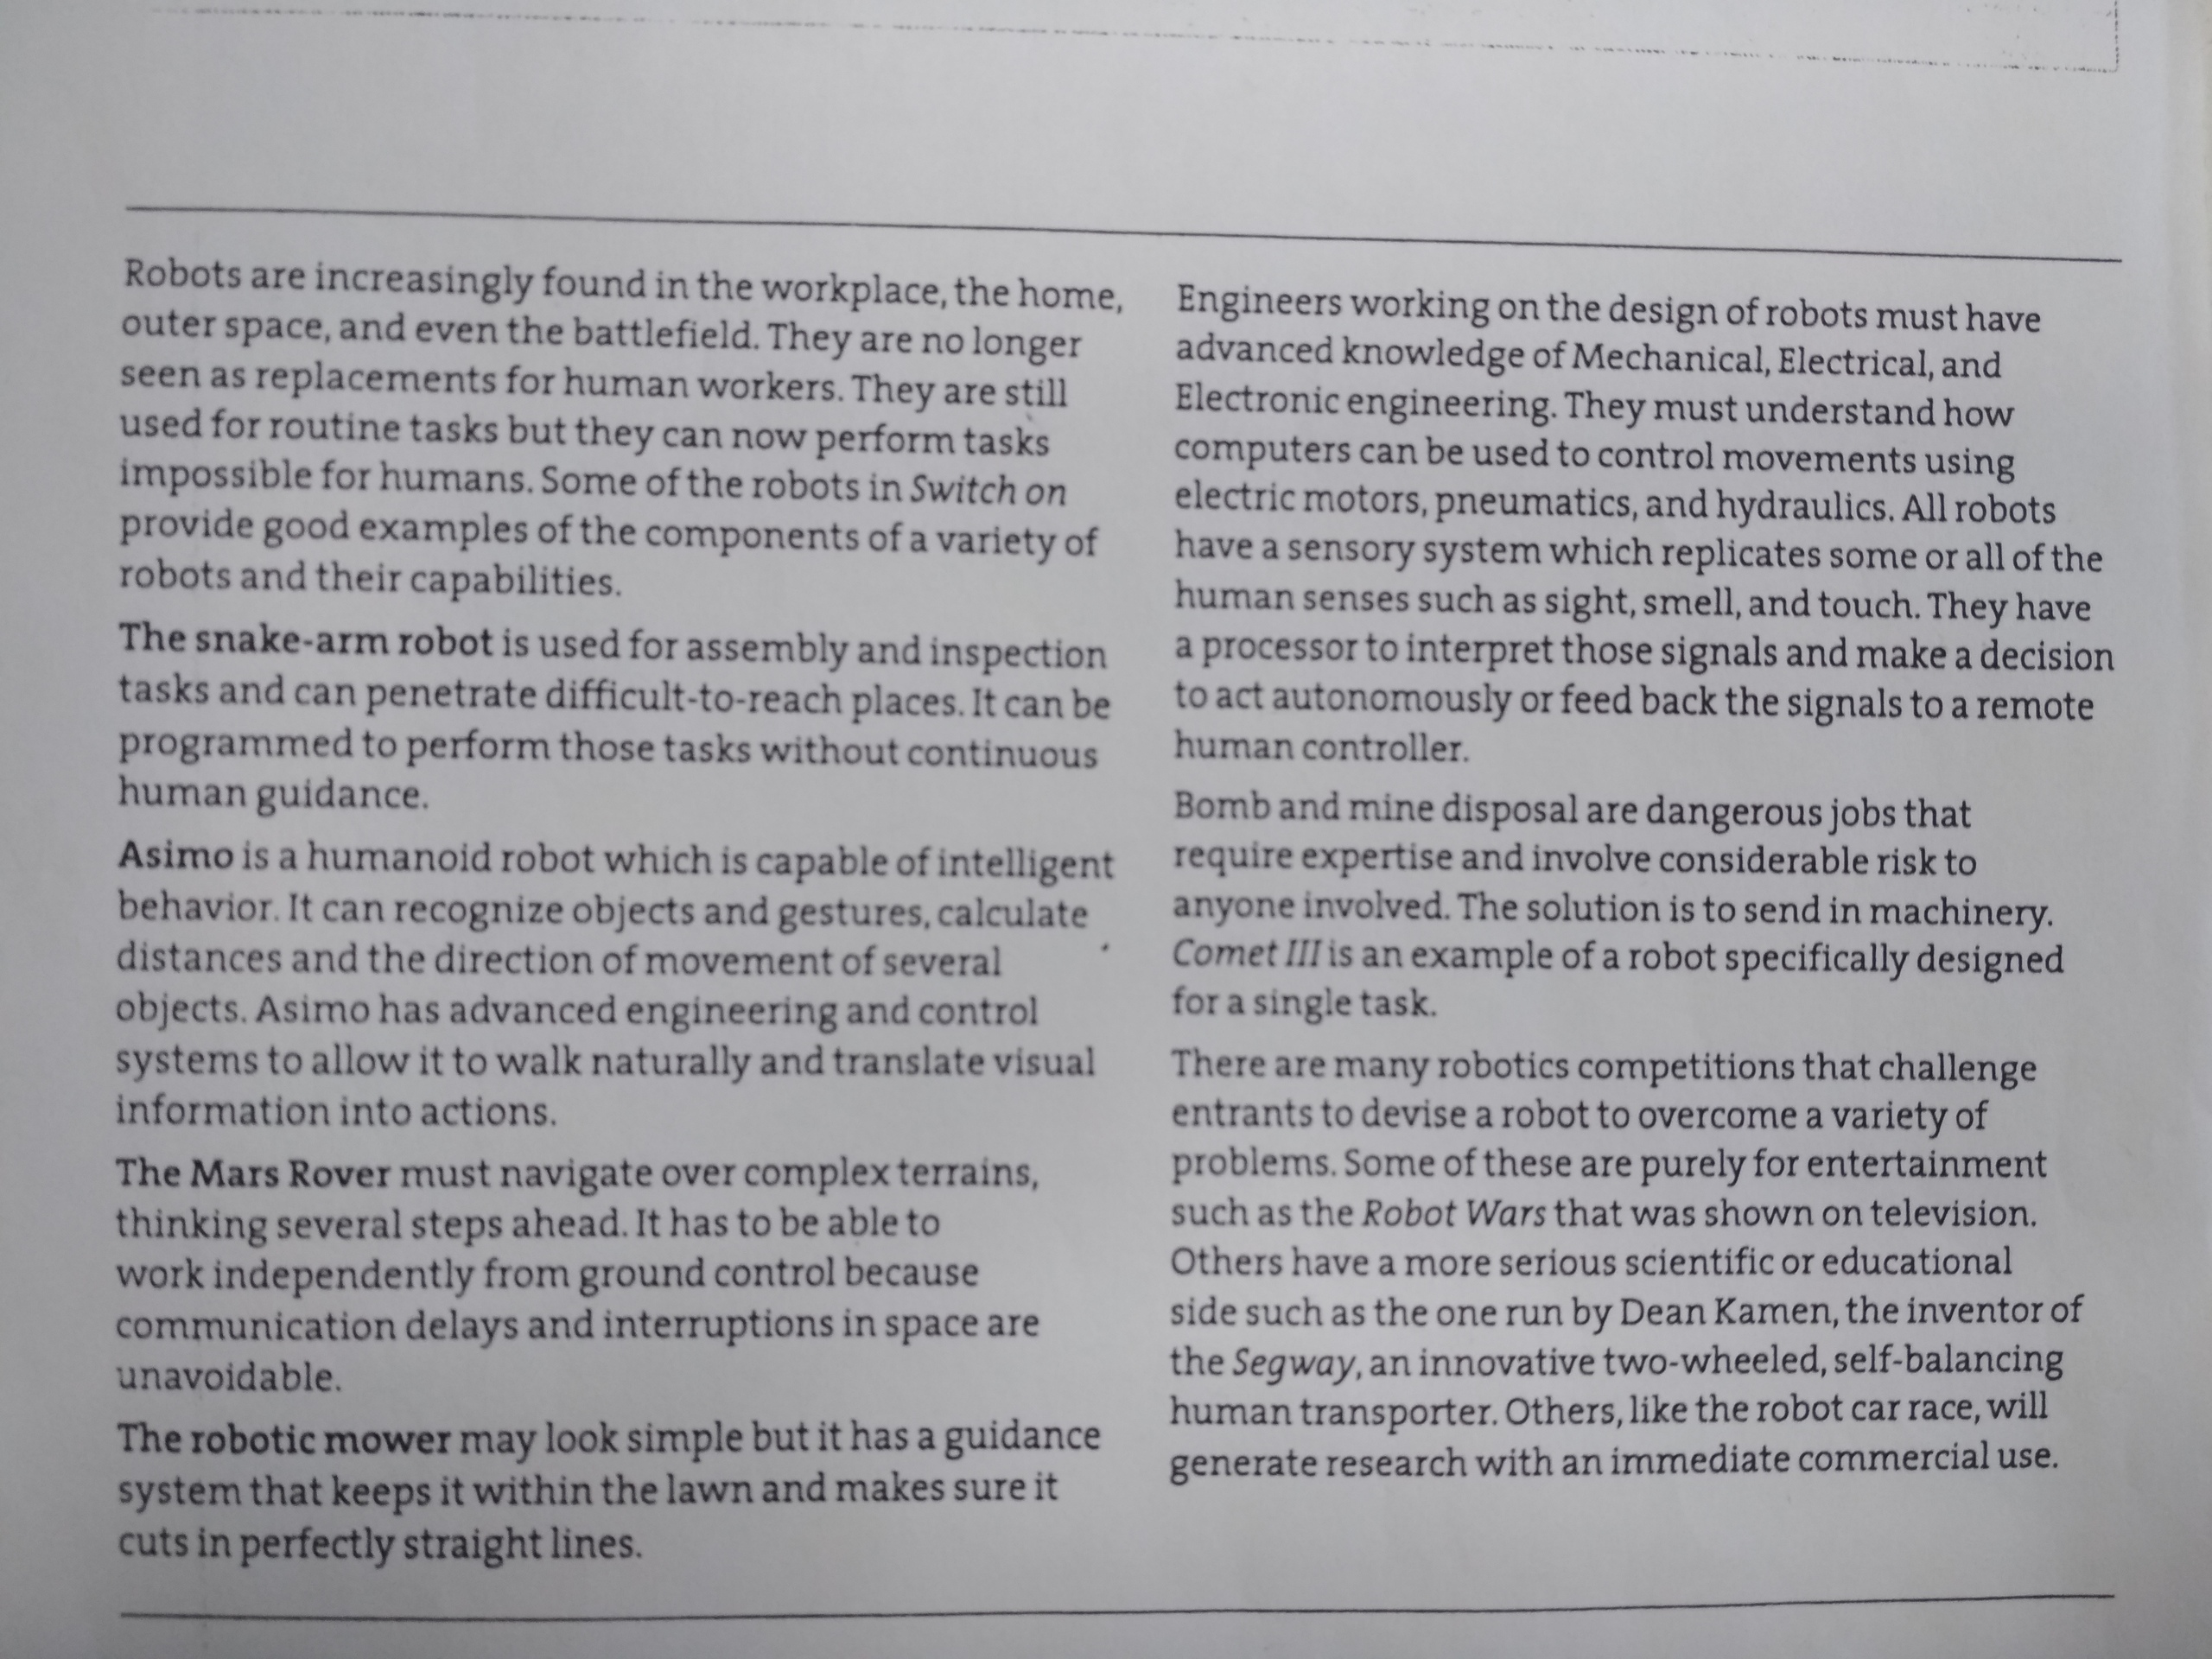 Robots are increasingly found in the workplace, the home,
outer space, and even the battlefield. They are no longer
seen as replacements for human workers. They are still
used for routine tasks but they can now perform tasks
impossible for humans. Some of the robots in Switch on
provide good examples of the components of a variety of
robots and their capabilities.
The snake-arm robot is used for assembly and inspection
tasks and can penetrate difficult-to-reach places. It can be
programmed to perform those tasks without continuous
human guidance.
Asimo is a humanoid robot which is capable of intelligent
behavior. It can recognize objects and gestures, calculate
distances and the direction of movement of several
objects. Asimo has advanced engineering and control
systems to allow it to walk naturally and translate visual
information into actions.
The Mars Rover must navigate over complex terrains,
thinking several steps ahead. It has to be able to
work independently from ground control because
communication delays and interruptions in space are
unavoidable.
The robotic mower may look simple but it has a guidance
system that keeps it within the lawn and makes sure it
cuts in perfectly straight lines.
Engineers working on the design of robots must have
advanced knowledge of Mechanical, Electrical, and
Electronic engineering. They must understand how
computers can be used to control movements using
electric motors, pneumatics, and hydraulics. All robots
have a sensory system which replicates some or all of the
human senses such as sight, smell, and touch. They have
a processor to interpret those signals and make a decision
to act autonomously or feed back the signals to a remote
human controller.
Bomb and mine disposal are dangerous jobs that
require expertise and involve considerable risk to
anyone involved. The solution is to send in machinery.
Comet III is an example of a robot specifically designed
for a single task.
There are many robotics competitions that challenge
entrants to devise a robot to overcome a variety of
problems. Some of these are purely for entertainment
such as the Robot Wars that was shown on television.
Others have a more serious scientific or educational
side such as the one run by Dean Kamen, the inventor of
the Segway, an innovative two-wheeled, self-balancing
human transporter. Others, like the robot car race, will
generate research with an immediate commercial use.